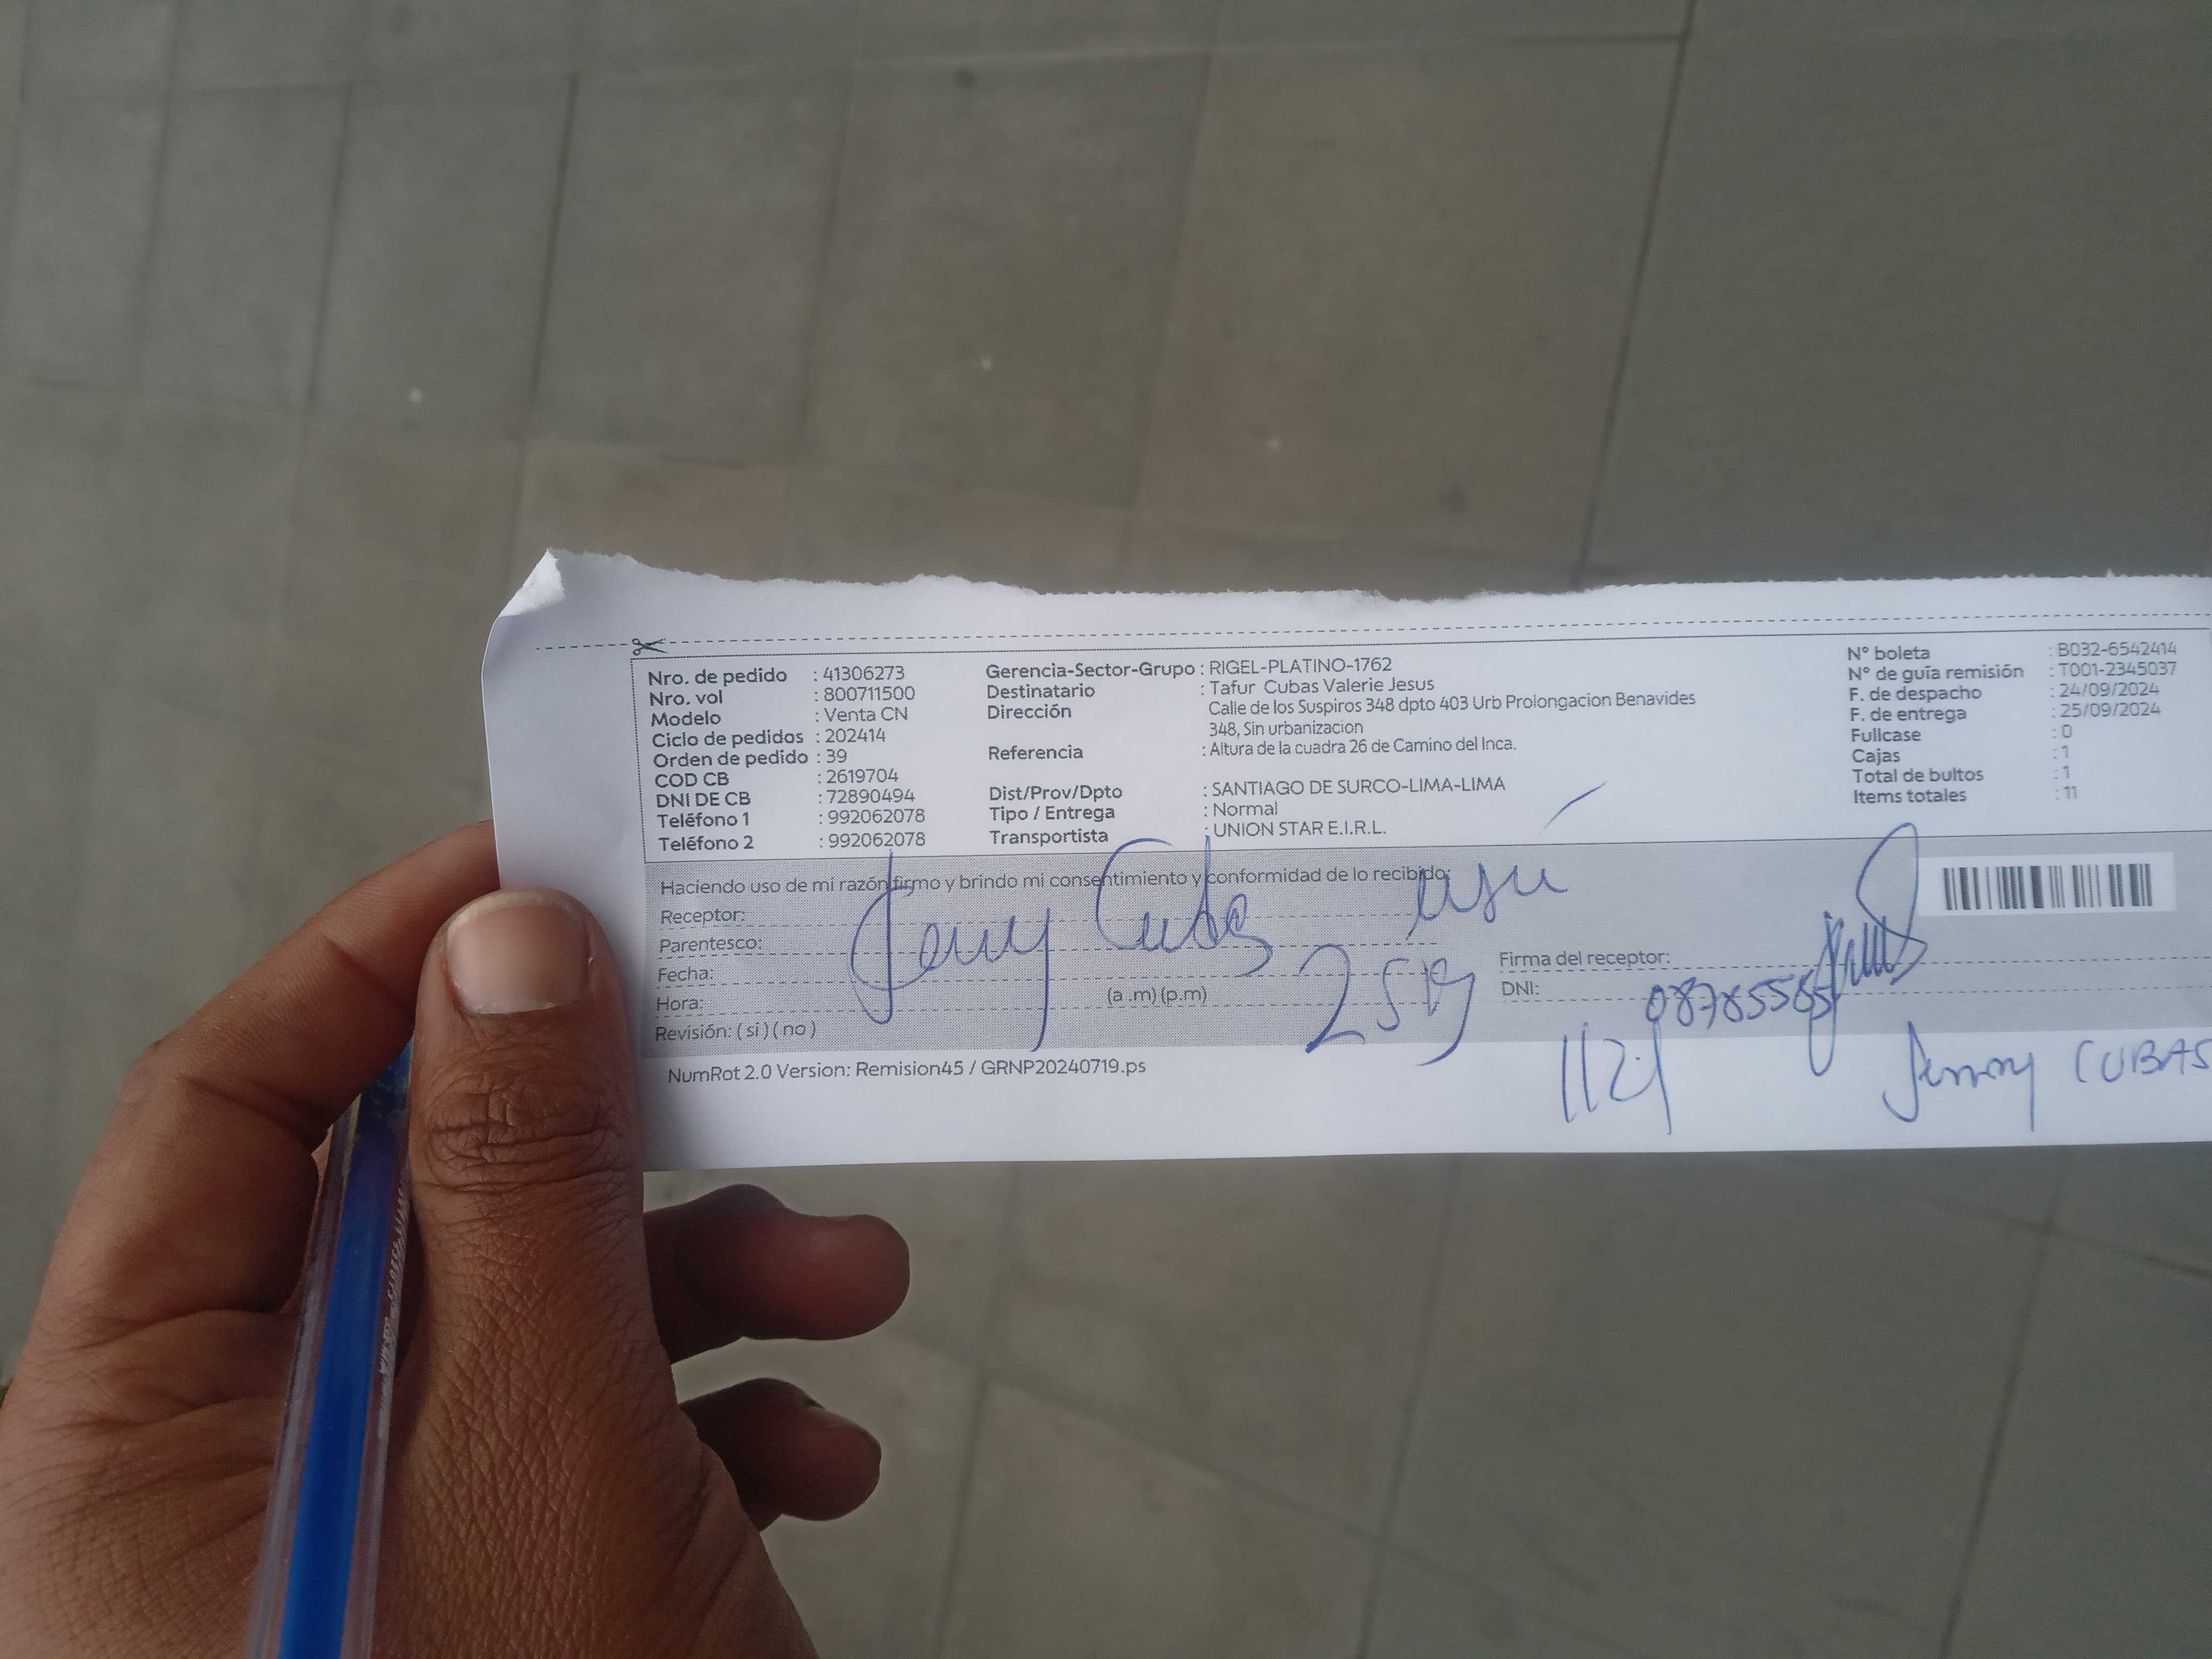 Nro. de pedido : 41306273
Nro. vol : 800711500
Modelo : Venta CN
Ciclo de pedidos : 202414
Orden de pedido : 39
COD CB : 2619704
DNI DE CB : 72890494
Teléfono 1 : 992062078
Teléfono 2 : 992062078
Gerencia-Sector-Grupo : RIGEL-PLATINO-1762
Destinatario : Tafur Cubas Valerie Jesus
Dirección : Calle de los Suspiros 348 dpto 403 Urb Prolongacion Benavides
348, Sin urbanizacion
Referencia : Altura de la cuadra 26 de Camino del Inca.
Dist/Prov/Dpto : SANTIAGO DE SURCO-LIMA-LIMA
Tipo / Entrega : Normal
Transportista : UNION STAR E.I.R.L.
N° boleta : B032-6542414
N° de guía remisión : T001-2345037
F. de despacho : 24/09/2024
F. de entrega : 25/09/2024
Fullcase : 0
Cajas : 1
Total de bultos : 1
Items totales : 11
Haciendo uso de mi razón firmo y brindo mi consentimiento y conformidad de lo recibido:
Receptor:
Parentesco:
Fecha:
Hora: (a .m) (p.m)
Revisión: ( si ) ( no )
Jenny Cubas
25/9
Firma del receptor:
DNI: 08785565
Jenny CUBAS
NumRot 2.0 Version: Remision45 / GRNP20240719.ps